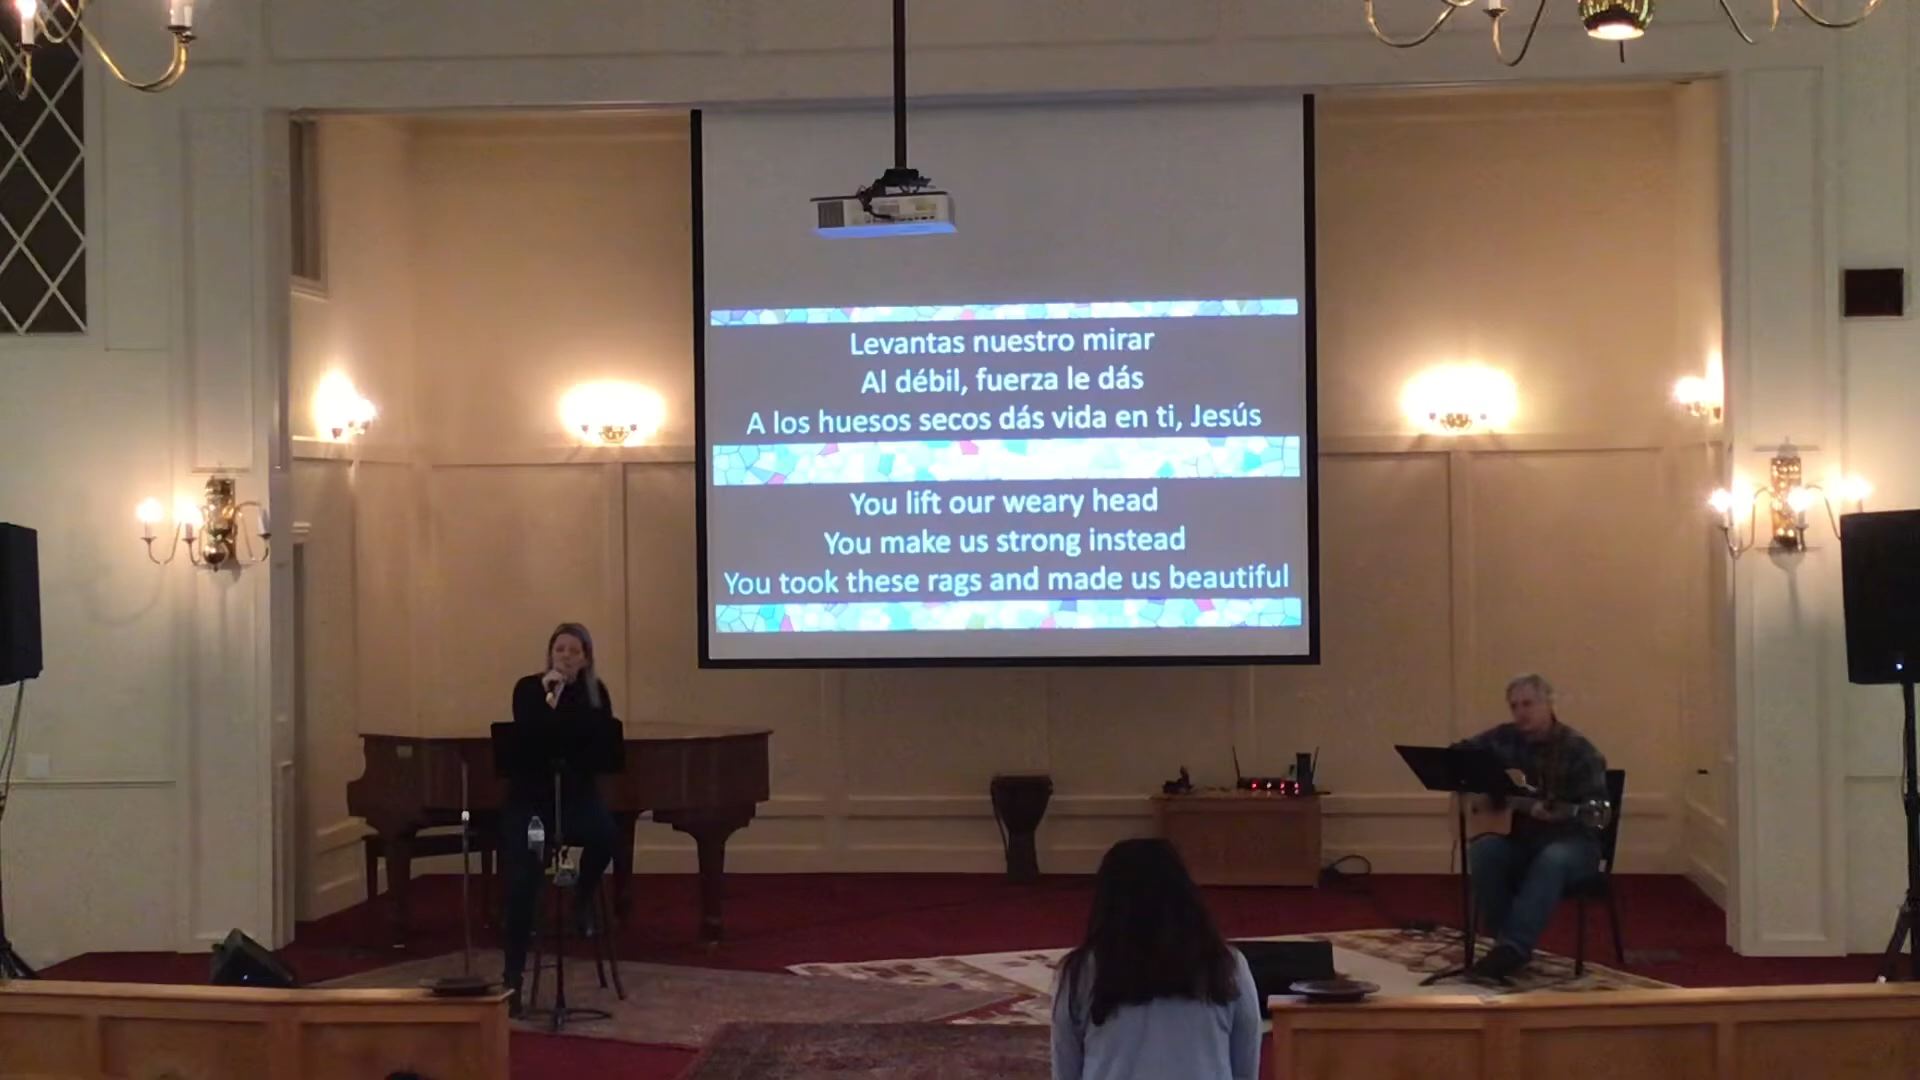 Levantas nuestro mirar
Al débil, fuerza le dás
A los huesos secos dás vida en ti, Jesús
You lift our weary head
You make us strong instead
You took these rags and made us beautiful